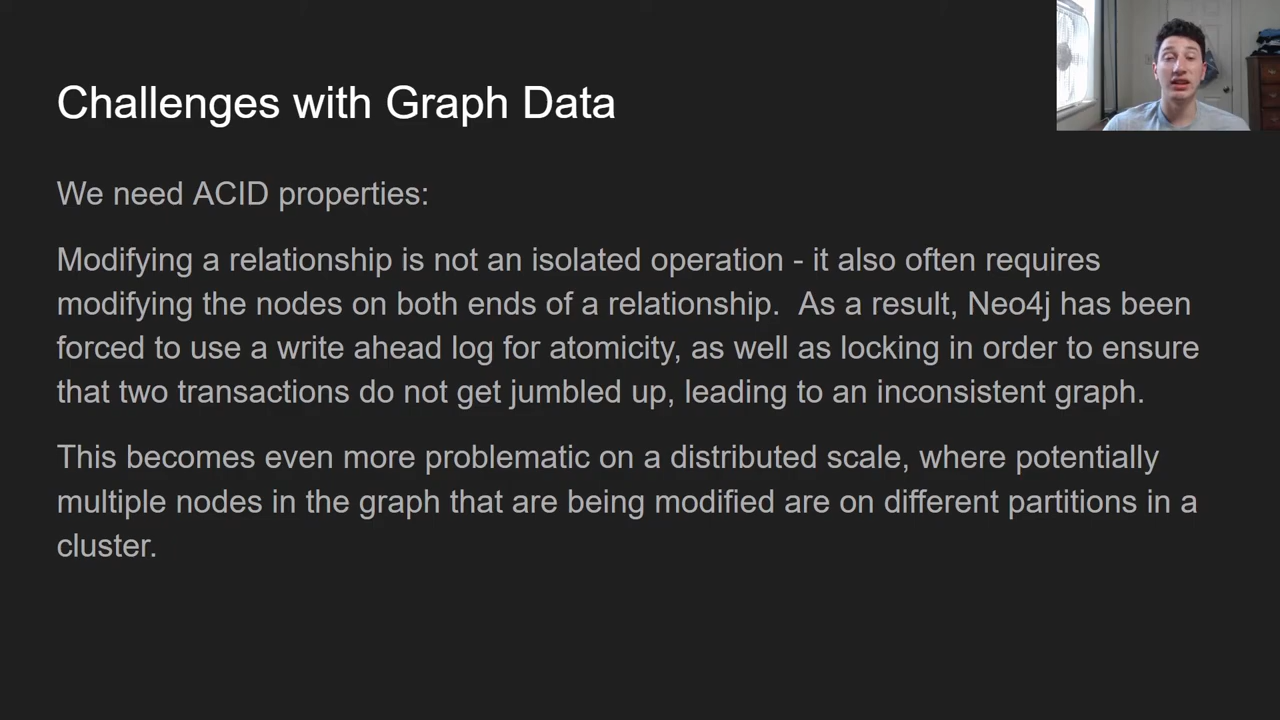 Challenges with Graph Data
We need ACID properties:
Modifying a relationship is not an isolated operation - it also often requires
modifying the nodes on both ends of a relationship.  As a result, Neo4j has been
forced to use a write ahead log for atomicity, as well as locking in order to ensure
that two transactions do not get jumbled up, leading to an inconsistent graph.
This becomes even more problematic on a distributed scale, where potentially
multiple nodes in the graph that are being modified are on different partitions in a
cluster.